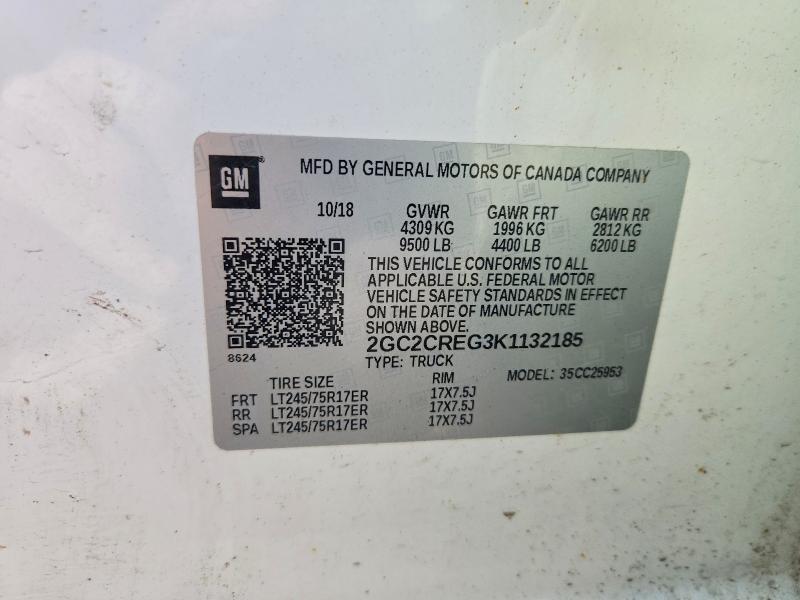 GM ® MFD BY GENERAL MOTORS OF CANADA COMPANY
10/18 GVWR GAWR FRT GAWR RR
4309 KG 1996 KG 2812 KG
9500 LB 4400 LB 6200 LB
THIS VEHICLE CONFORMS TO ALL
APPLICABLE U.S. FEDERAL MOTOR
VEHICLE SAFETY STANDARDS IN EFFECT
ON THE DATE OF MANUFACTURE
SHOWN ABOVE.
8624 2GC2CREG3K1132185
TYPE: TRUCK
TIRE SIZE RIM MODEL: 35CC25953
FRT LT245/75R17ER 17X7.5J
RR LT245/75R17ER 17X7.5J
SPA LT245/75R17ER 17X7.5J